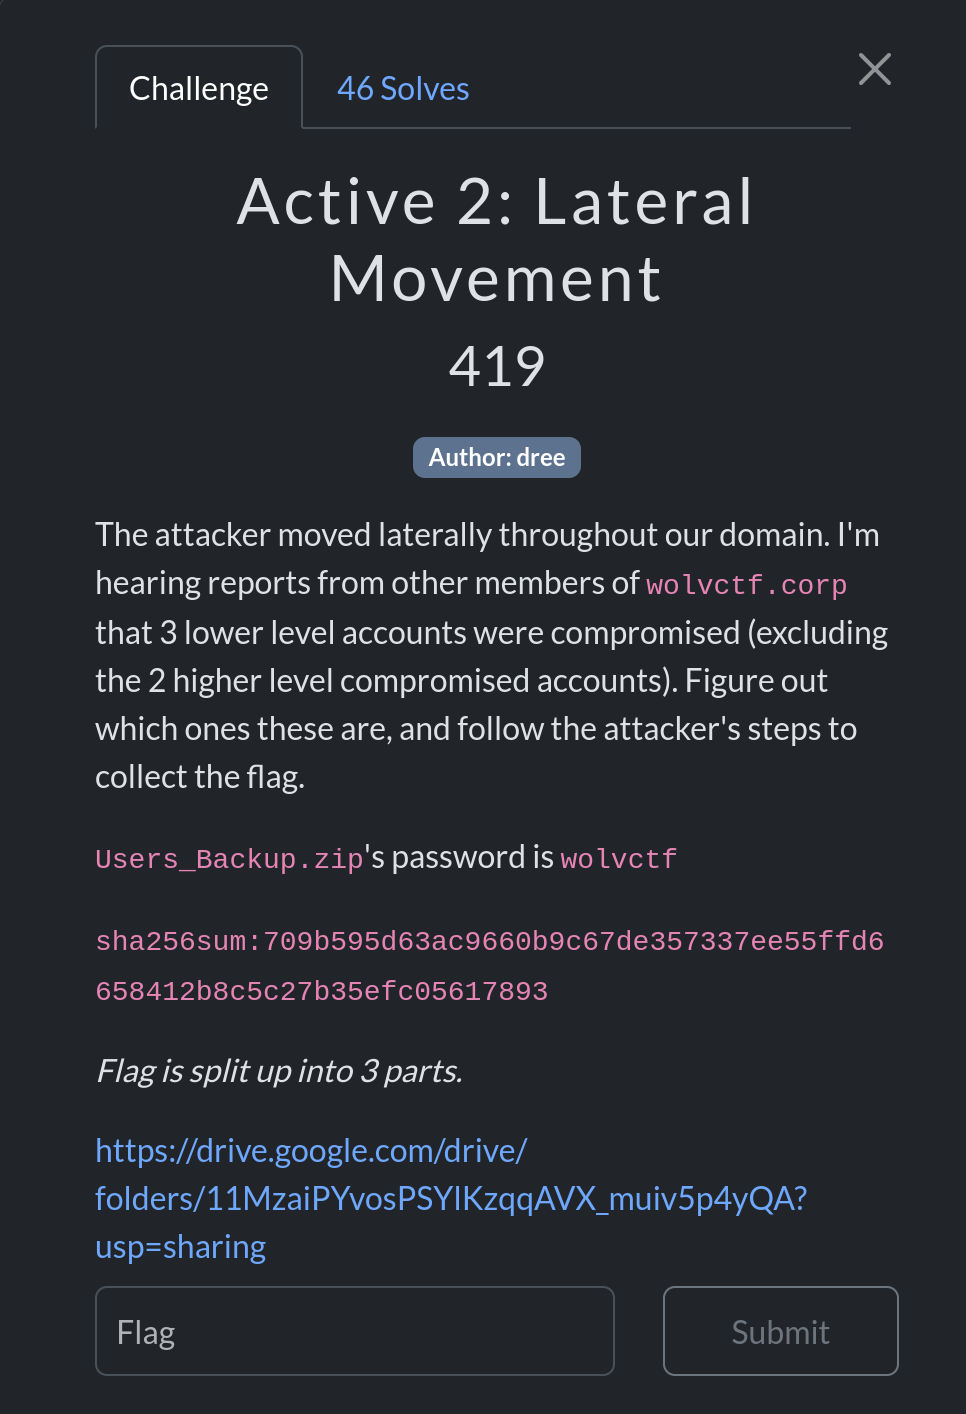 Challenge
46 Solves
Active 2: Lateral
Movement
419
Author: dree
The attacker moved laterally throughout our domain. I'm
hearing reports from other members of wolvctf.corp
that 3 lower level accounts were compromised (excluding
the 2 higher level compromised accounts). Figure out
which ones these are, and follow the attacker's steps to
collect the flag.
Users_Backup.zip's password is wolvctf
sha256sum:709b595d63ac9660b9c67de357337ee55ffd6
658412b8c5c27b35efc05617893
Flag is split up into 3 parts.
https://drive.google.com/drive/
folders/11MzaiPYvosPSYIKzqqAVX_muiv5p4yQA?
usp=sharing
Flag
Submit